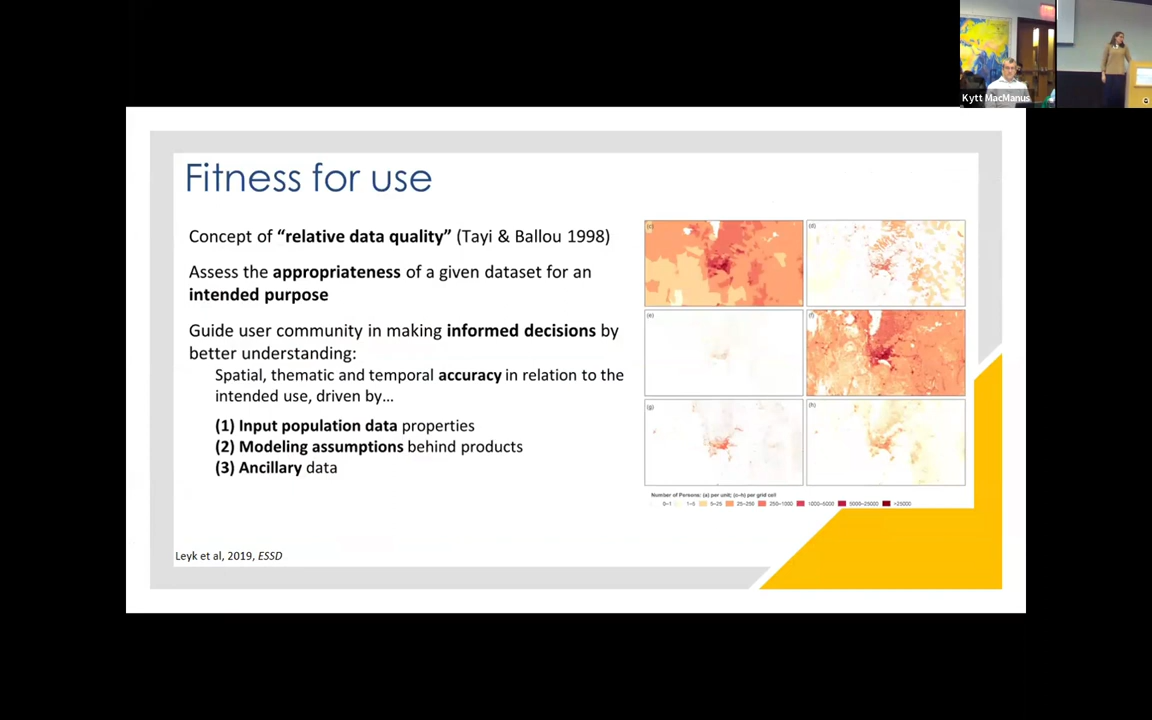 Kytt MacManus
Fitness for use
Concept of “relative data quality” (Tayi & Ballou 1998)
Assess the appropriateness of a given dataset for an
intended purpose
Guide user community in making informed decisions by
better understanding:
Spatial, thematic and temporal accuracy in relation to the
intended use, driven by...
(1) Input population data properties
(2) Modeling assumptions behind products
(3) Ancillary data
(c)
(d)
(e)
(f)
(g)
(h)
Number of Persons: (a) per unit; (c-h) per grid cell
0-1 1-5 5-25 25-250 250-1000 1000-5000 5000-25000 >25000
Leyk et al, 2019, ESSD